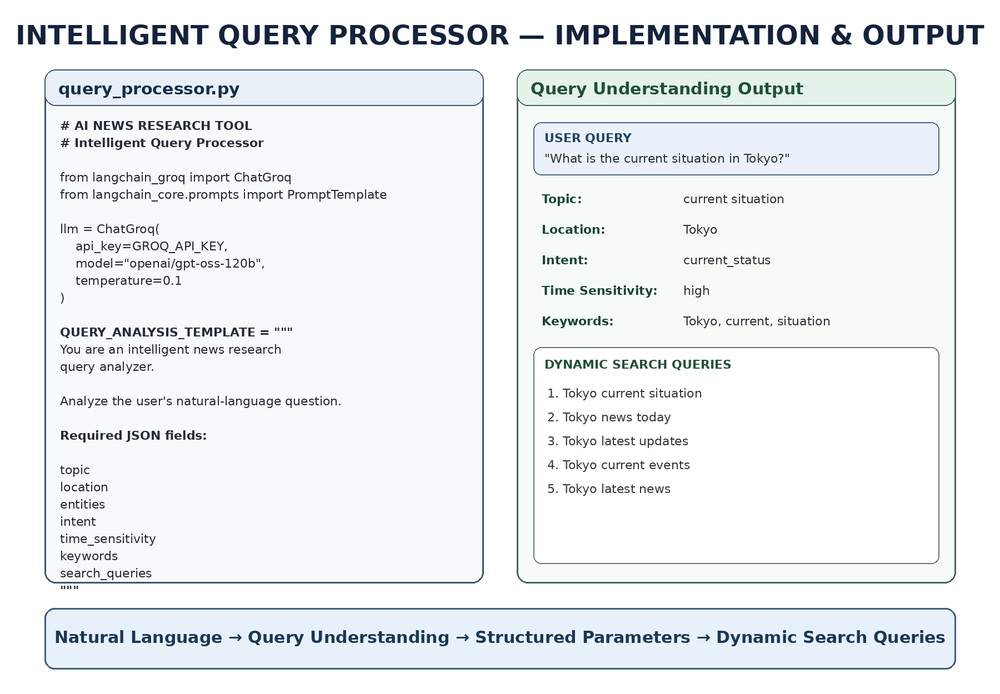 INTELLIGENT QUERY PROCESSOR — IMPLEMENTATION & OUTPUT
query_processor.py
# AI NEWS RESEARCH TOOL
# Intelligent Query Processor
from langchain_groq import ChatGroq
from langchain_core.prompts import PromptTemplate
llm = ChatGroq(
    api_key=GROQ_API_KEY,
    model="openai/gpt-oss-120b",
    temperature=0.1
)
QUERY_ANALYSIS_TEMPLATE = """
You are an intelligent news research
query analyzer.
Analyze the user's natural-language question.
Required JSON fields:
topic
location
entities
intent
time_sensitivity
keywords
search_queries
"""
Query Understanding Output
USER QUERY
"What is the current situation in Tokyo?"
Topic: current situation
Location: Tokyo
Intent: current_status
Time Sensitivity: high
Keywords: Tokyo, current, situation
DYNAMIC SEARCH QUERIES
1. Tokyo current situation
2. Tokyo news today
3. Tokyo latest updates
4. Tokyo current events
5. Tokyo latest news
Natural Language → Query Understanding → Structured Parameters → Dynamic Search Queries